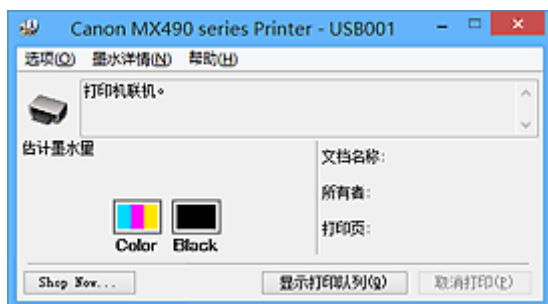 Canon MX490 series Printer - USB001
选项(O) 墨水详情(N) 帮助(H)
打印机联机。
估计墨水量
文档名称:
所有者:
打印页:
Color Black
Shop Now... 显示打印队列(Q) 取消打印(P)